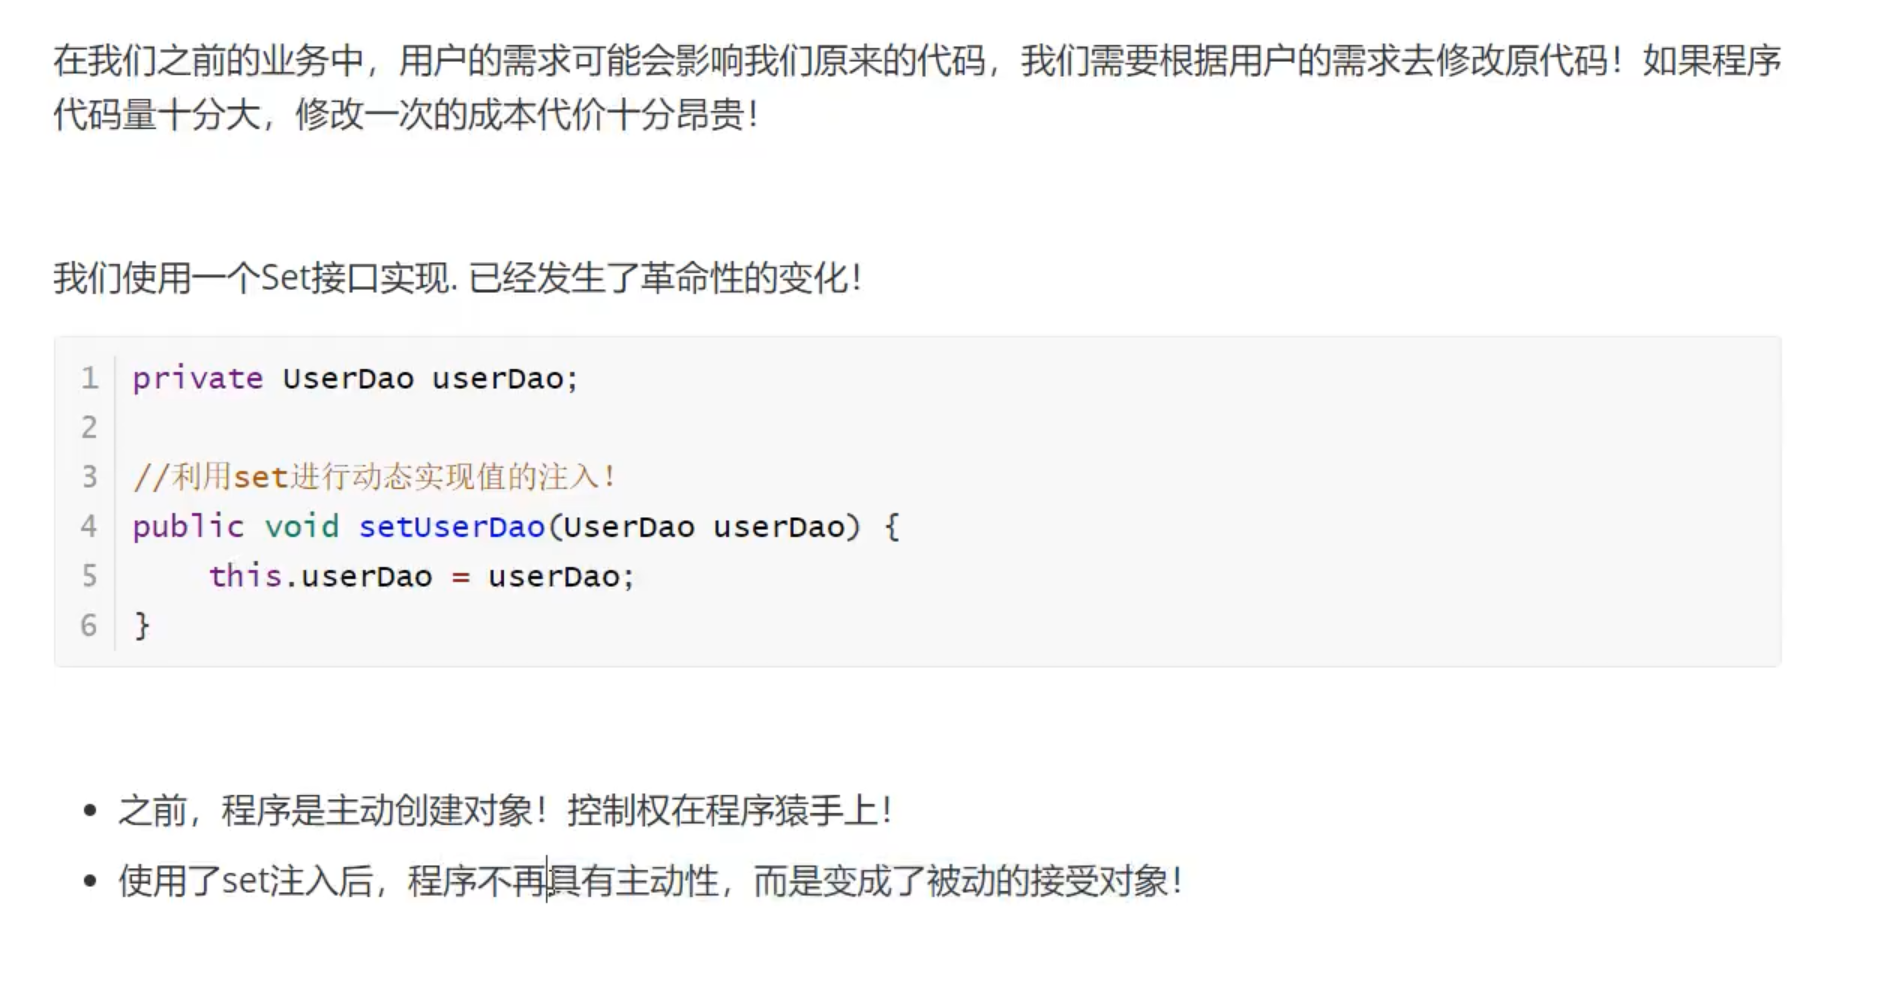 在我们之前的业务中，用户的需求可能会影响我们原来的代码，我们需要根据用户的需求去修改原代码！如果程序
代码量十分大，修改一次的成本代价十分昂贵！
我们使用一个Set接口实现. 已经发生了革命性的变化！
1 private UserDao userDao;
2
3 //利用set进行动态实现值的注入！
4 public void setUserDao(UserDao userDao) {
5     this.userDao = userDao;
6 }
• 之前，程序是主动创建对象！控制权在程序猿手上！
• 使用了set注入后，程序不再具有主动性，而是变成了被动的接受对象！